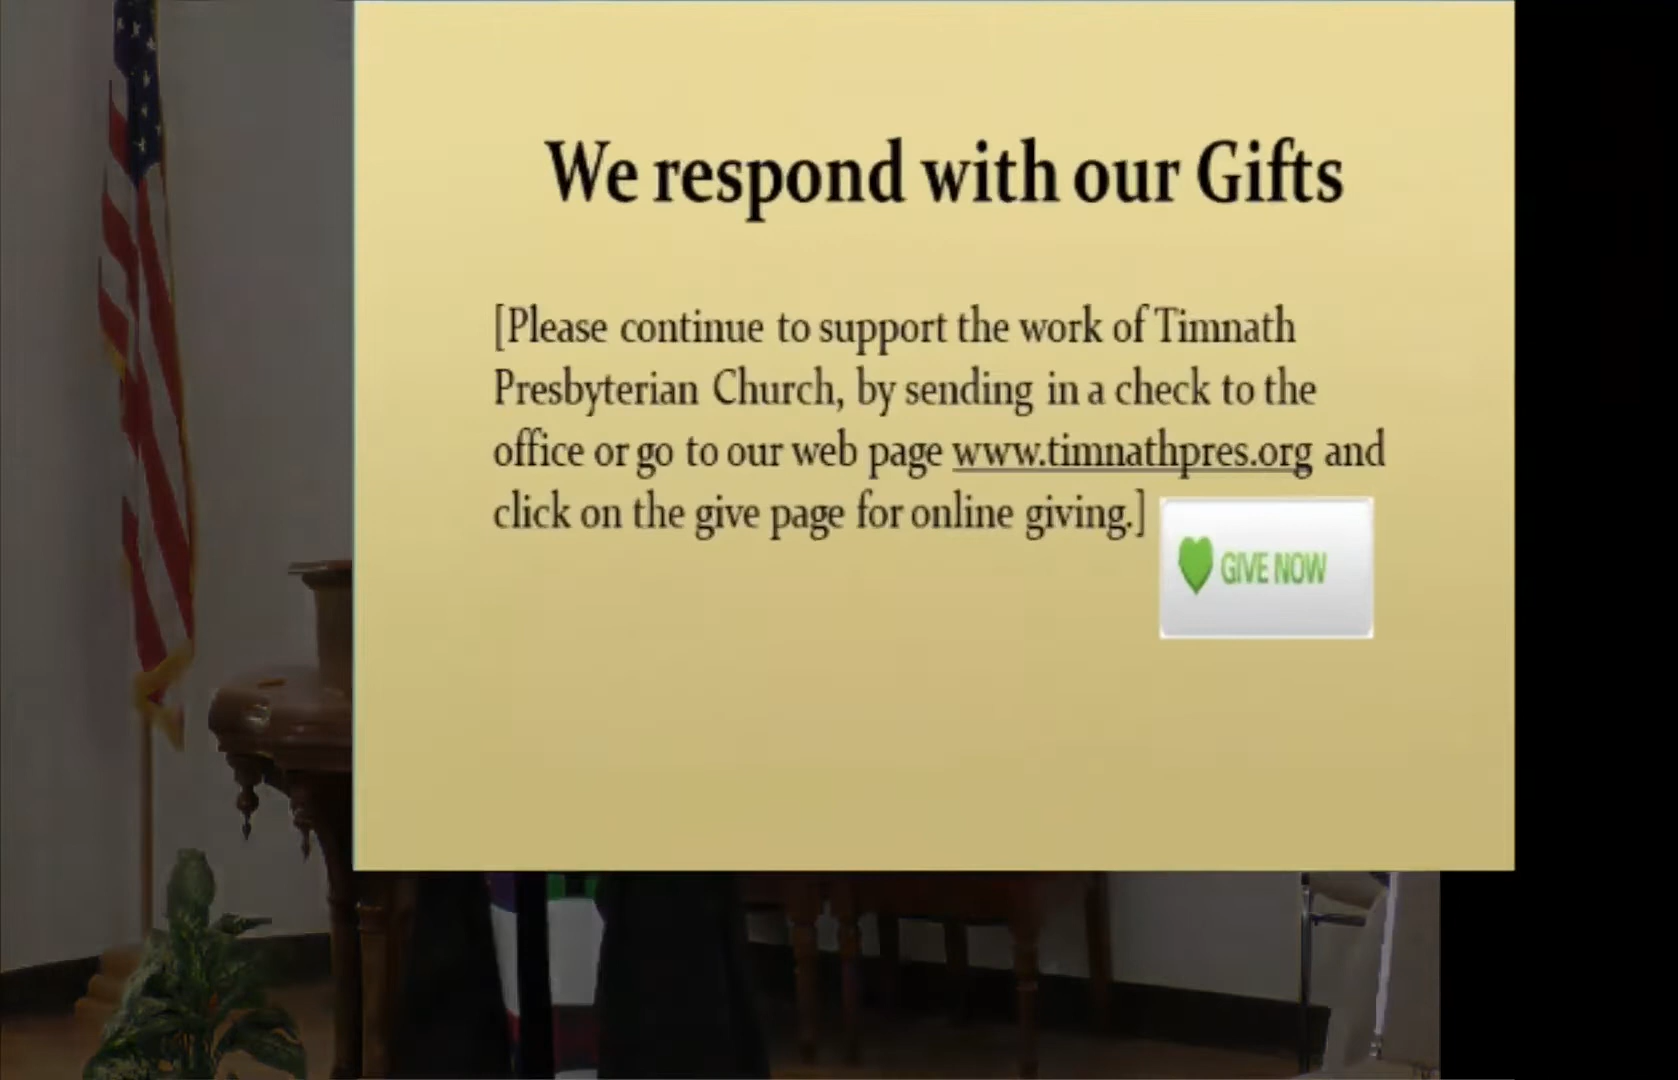 We respond with our Gifts
[Please continue to support the work of Timnath
Presbyterian Church, by sending in a check to the
office or go to our web page www.timnathpres.org and
click on the give page for online giving.]
GIVE NOW